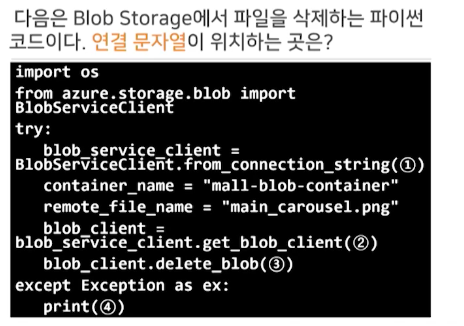 다음은 Blob Storage에서 파일을 삭제하는 파이썬
코드이다. 연결 문자열이 위치하는 곳은?
import os
from azure.storage.blob import
BlobServiceClient
try:
blob_service_client =
BlobServiceClient.from_connection_string(①)
container_name = "mall-blob-container"
remote_file_name = "main_carousel.png"
blob_client =
blob_service_client.get_blob_client(②)
blob_client.delete_blob(③)
except Exception as ex:
print(④)